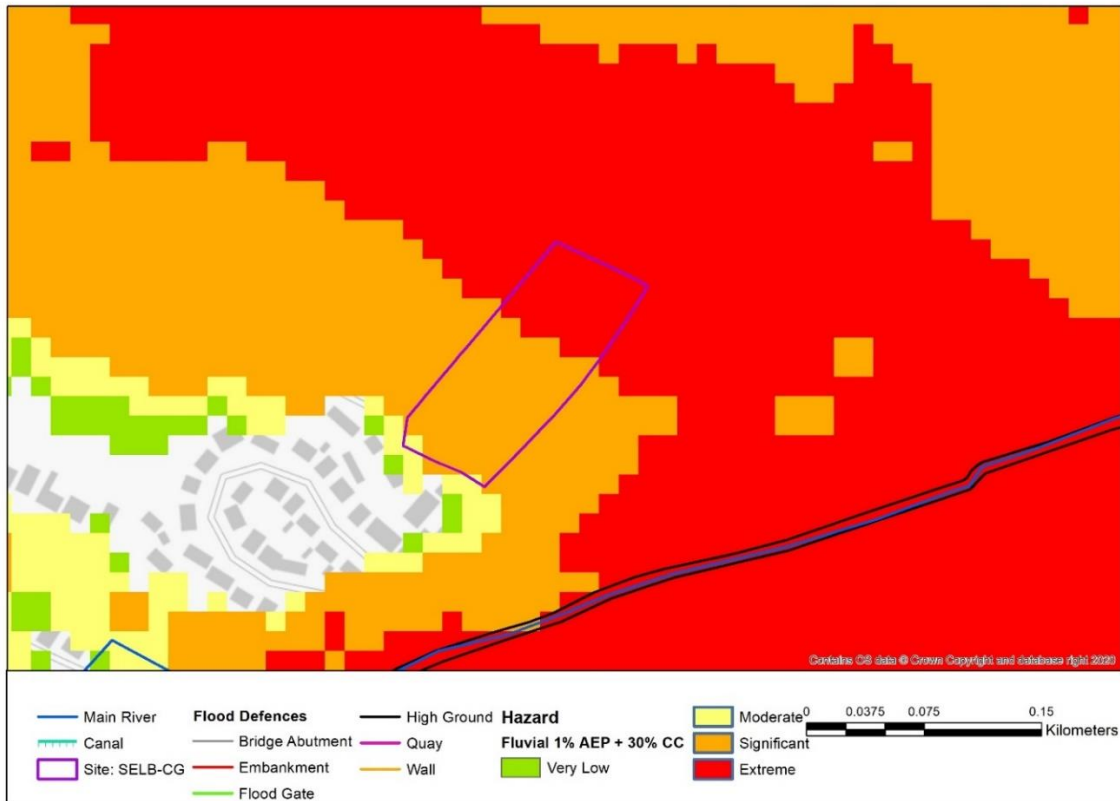 Contains OS data © Crown Copyright and database right 2020
Main River
Canal
Site: SELB-CG
Flood Defences
Bridge Abutment
Embankment
Flood Gate
High Ground
Quay
Wall
Hazard
Fluvial 1% AEP + 30% CC
Very Low
Moderate
Significant
Extreme
0 0.0375 0.075 0.15
Kilometers